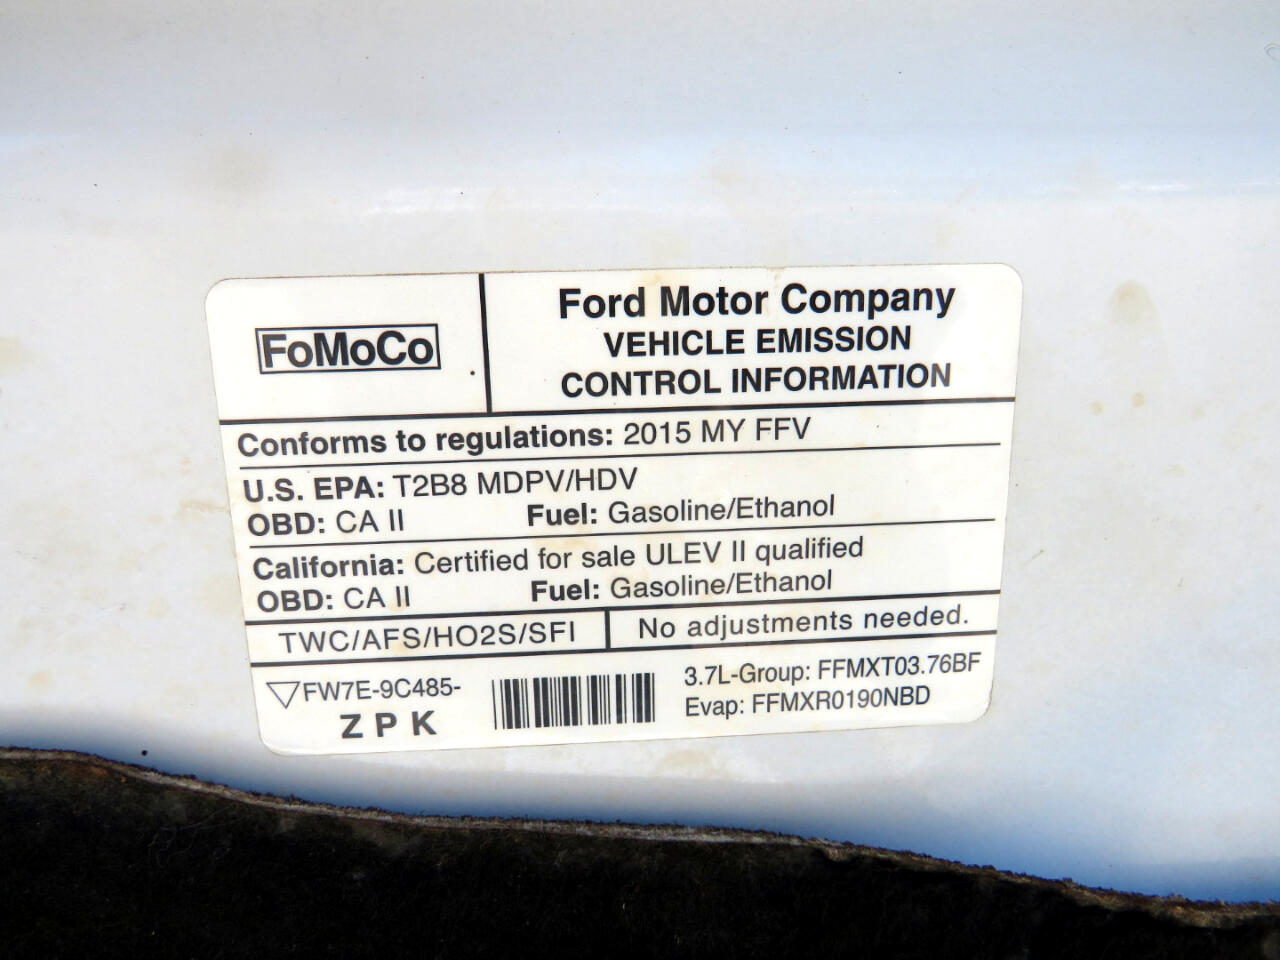 FoMoCo
Ford Motor Company
VEHICLE EMISSION
CONTROL INFORMATION
Conforms to regulations: 2015 MY FFV
U.S. EPA: T2B8 MDPV/HDV
OBD: CA II Fuel: Gasoline/Ethanol
California: Certified for sale ULEV II qualified
OBD: CA II Fuel: Gasoline/Ethanol
TWC/AFS/HO2S/SFI No adjustments needed.
FW7E-9C485-
Z P K
3.7L-Group: FFMXT03.76BF
Evap: FFMXR0190NBD